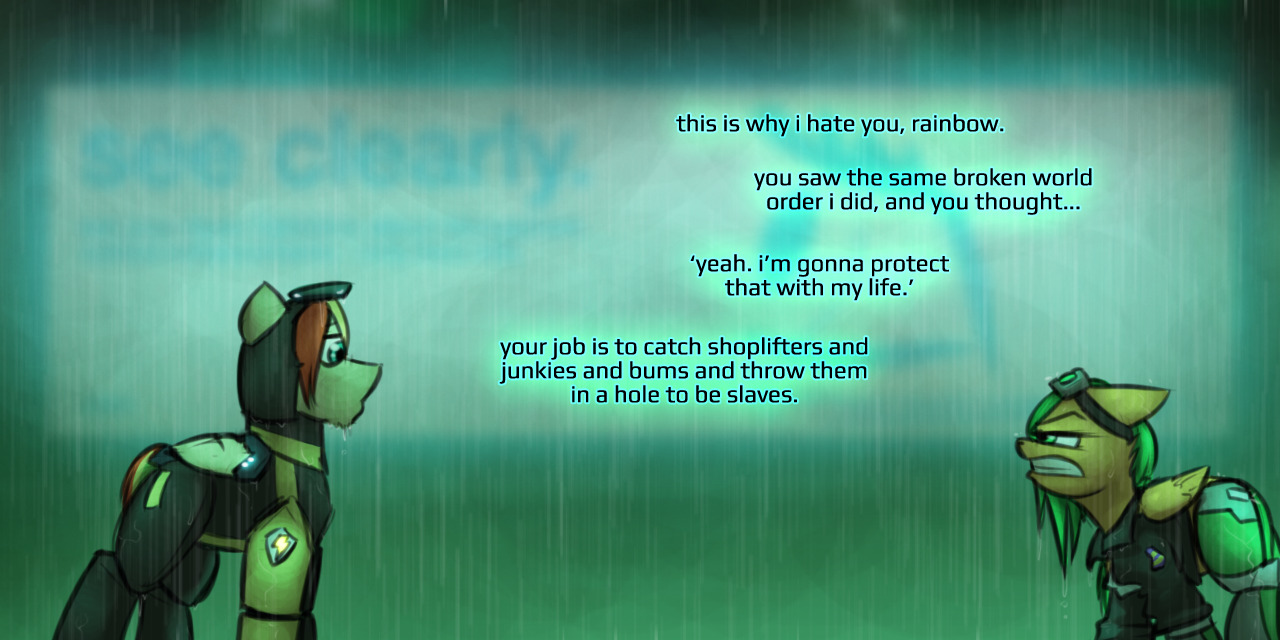 see clearly.
this is why i hate you, rainbow.
you saw the same broken world
order i did, and you thought...
‘yeah. i’m gonna protect
that with my life.’
your job is to catch shoplifters and
junkies and bums and throw them
in a hole to be slaves.